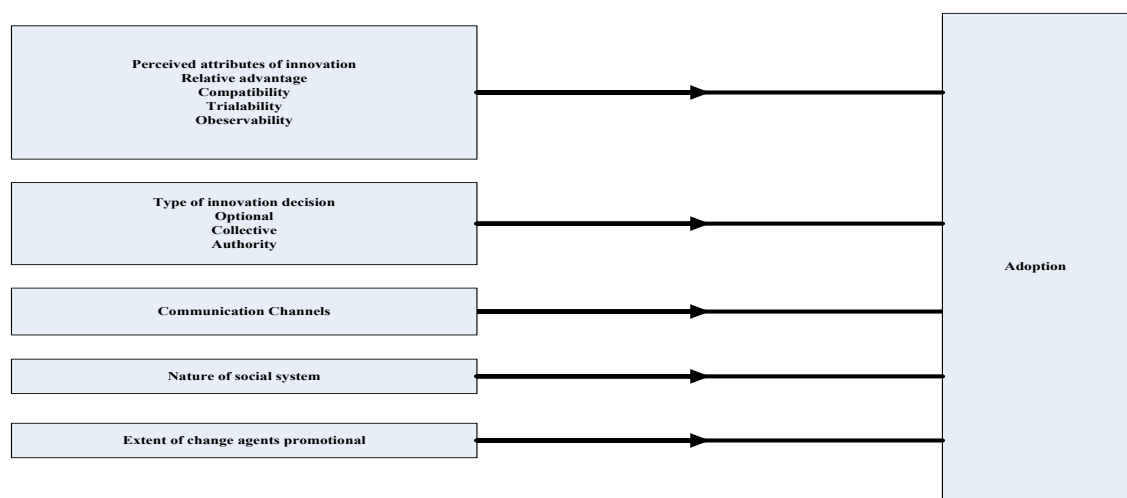 Perceived attributes of innovation
Relative advantage
Compatibility
Trialability
Obeservability
Type of innovation decision
Optional
Collective
Authority
Communication Channels
Nature of social system
Extent of change agents promotional
Adoption